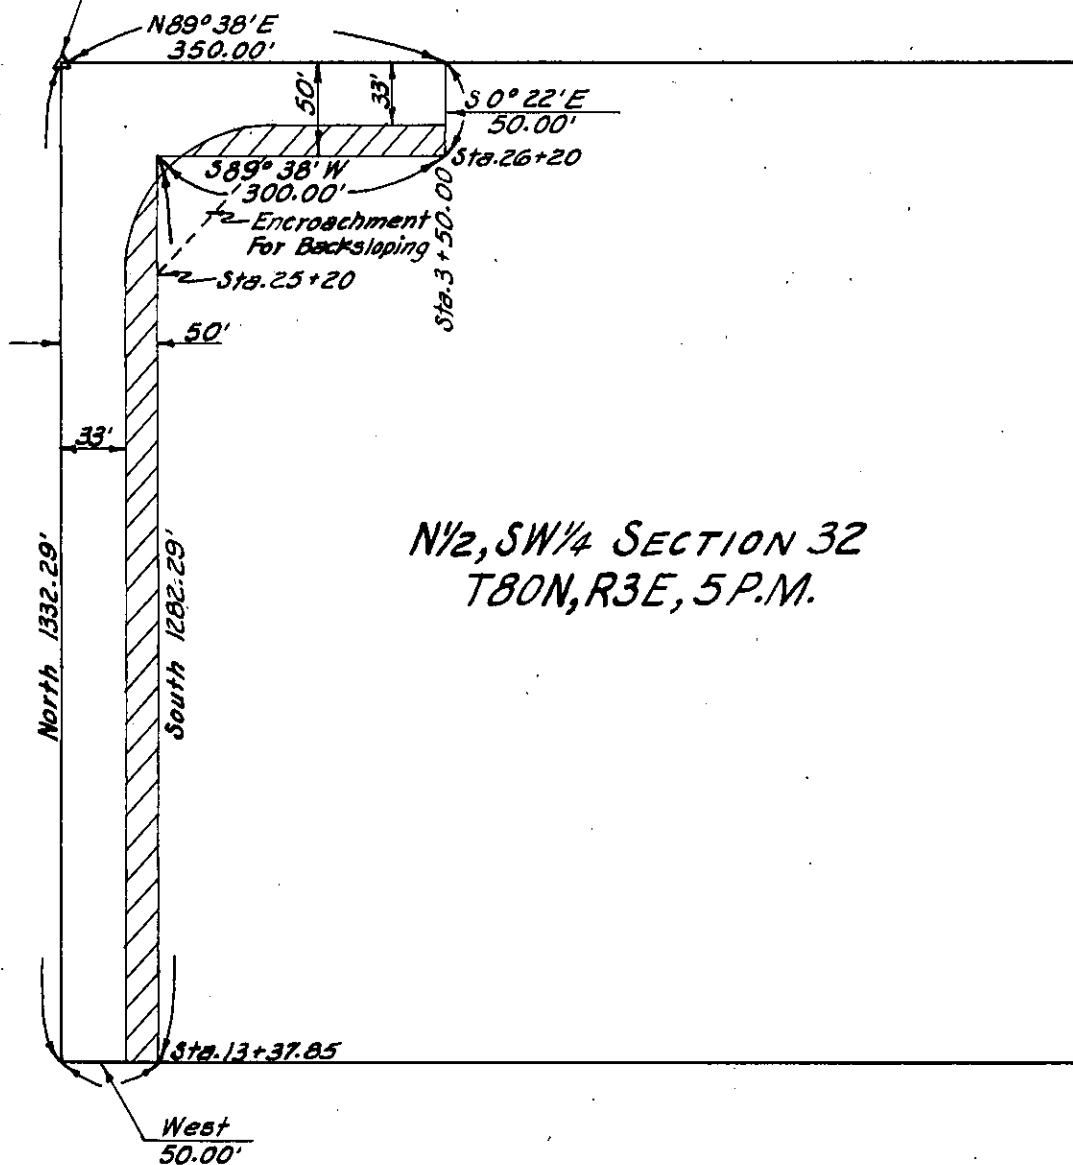 N89°38'E
350.00'
50'
33'
S0°22'E
50.00'
Sta.26+20
S89°38'W
300.00'
Encroachment
For Backsloping
Sta.3+50.00
Sta.25+20
50'
33'
North 1332.29'
South 1282.29'
N½, SW¼ SECTION 32
T80N, R3E, 5 P.M.
Sta.13+37.85
West
50.00'